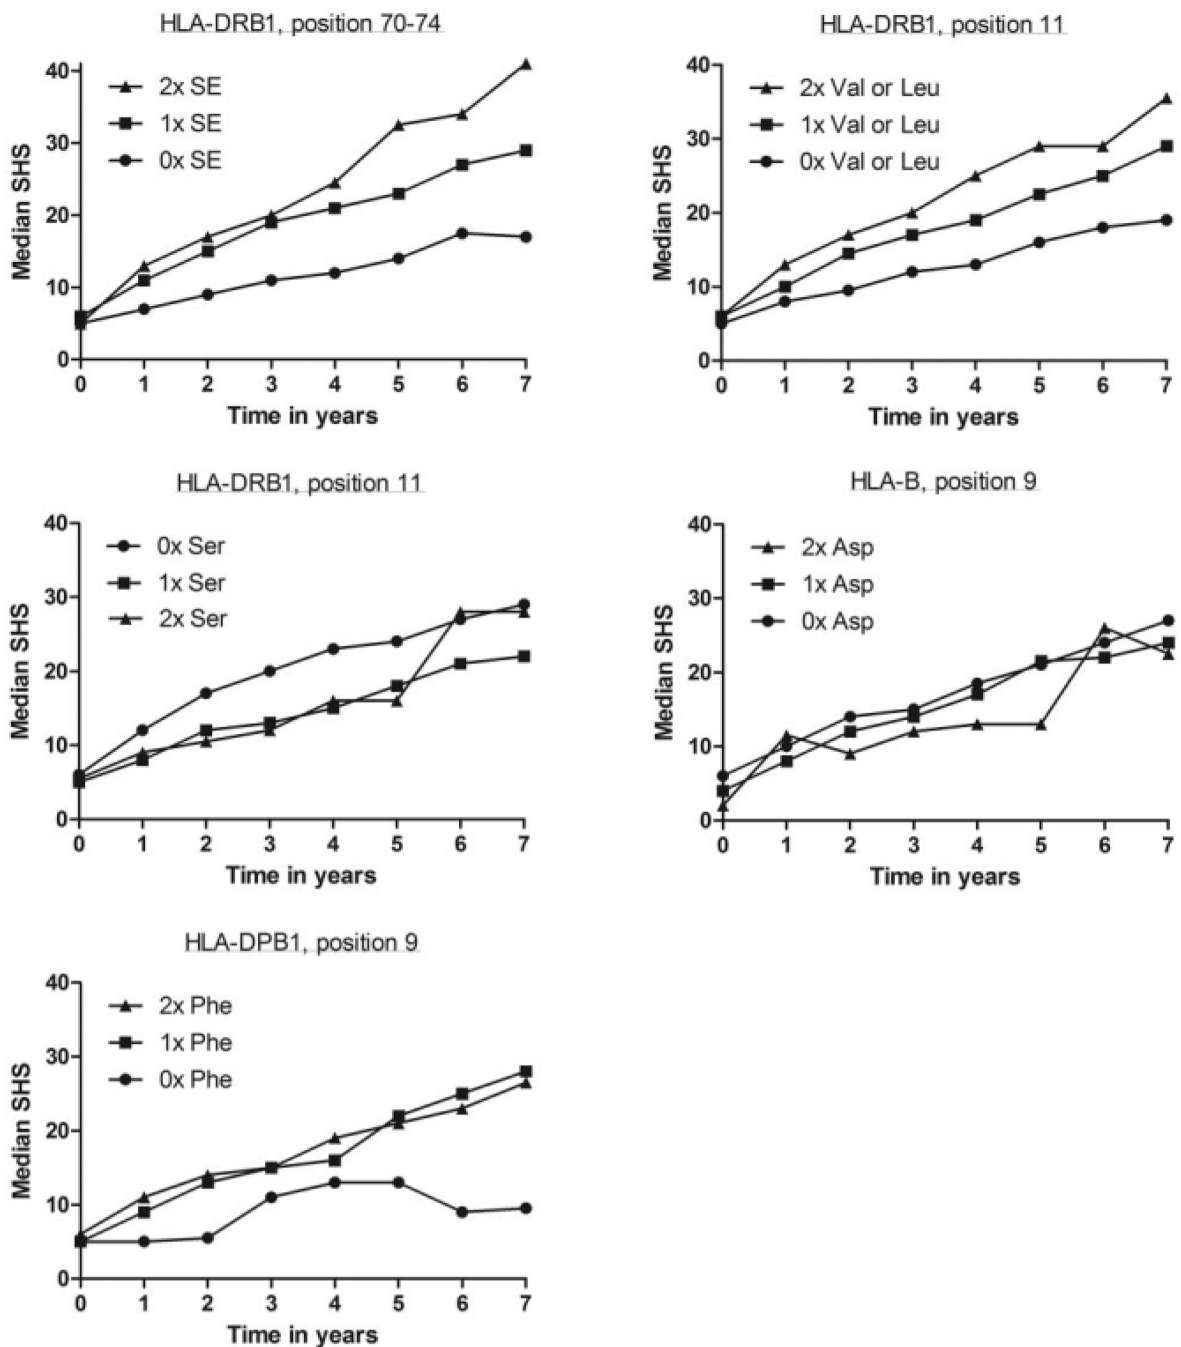 HLA-DRB1, position 70-74
40
30
20
10
0
Median SHS
2x SE
1x SE
0x SE
0 1 2 3 4 5 6 7
Time in years
HLA-DRB1, position 11
40
30
20
10
0
Median SHS
2x Val or Leu
1x Val or Leu
0x Val or Leu
0 1 2 3 4 5 6 7
Time in years
HLA-DRB1, position 11
40
30
20
10
0
Median SHS
0x Ser
1x Ser
2x Ser
0 1 2 3 4 5 6 7
Time in years
HLA-B, position 9
40
30
20
10
0
Median SHS
2x Asp
1x Asp
0x Asp
0 1 2 3 4 5 6 7
Time in years
HLA-DPB1, position 9
40
30
20
10
0
Median SHS
2x Phe
1x Phe
0x Phe
0 1 2 3 4 5 6 7
Time in years